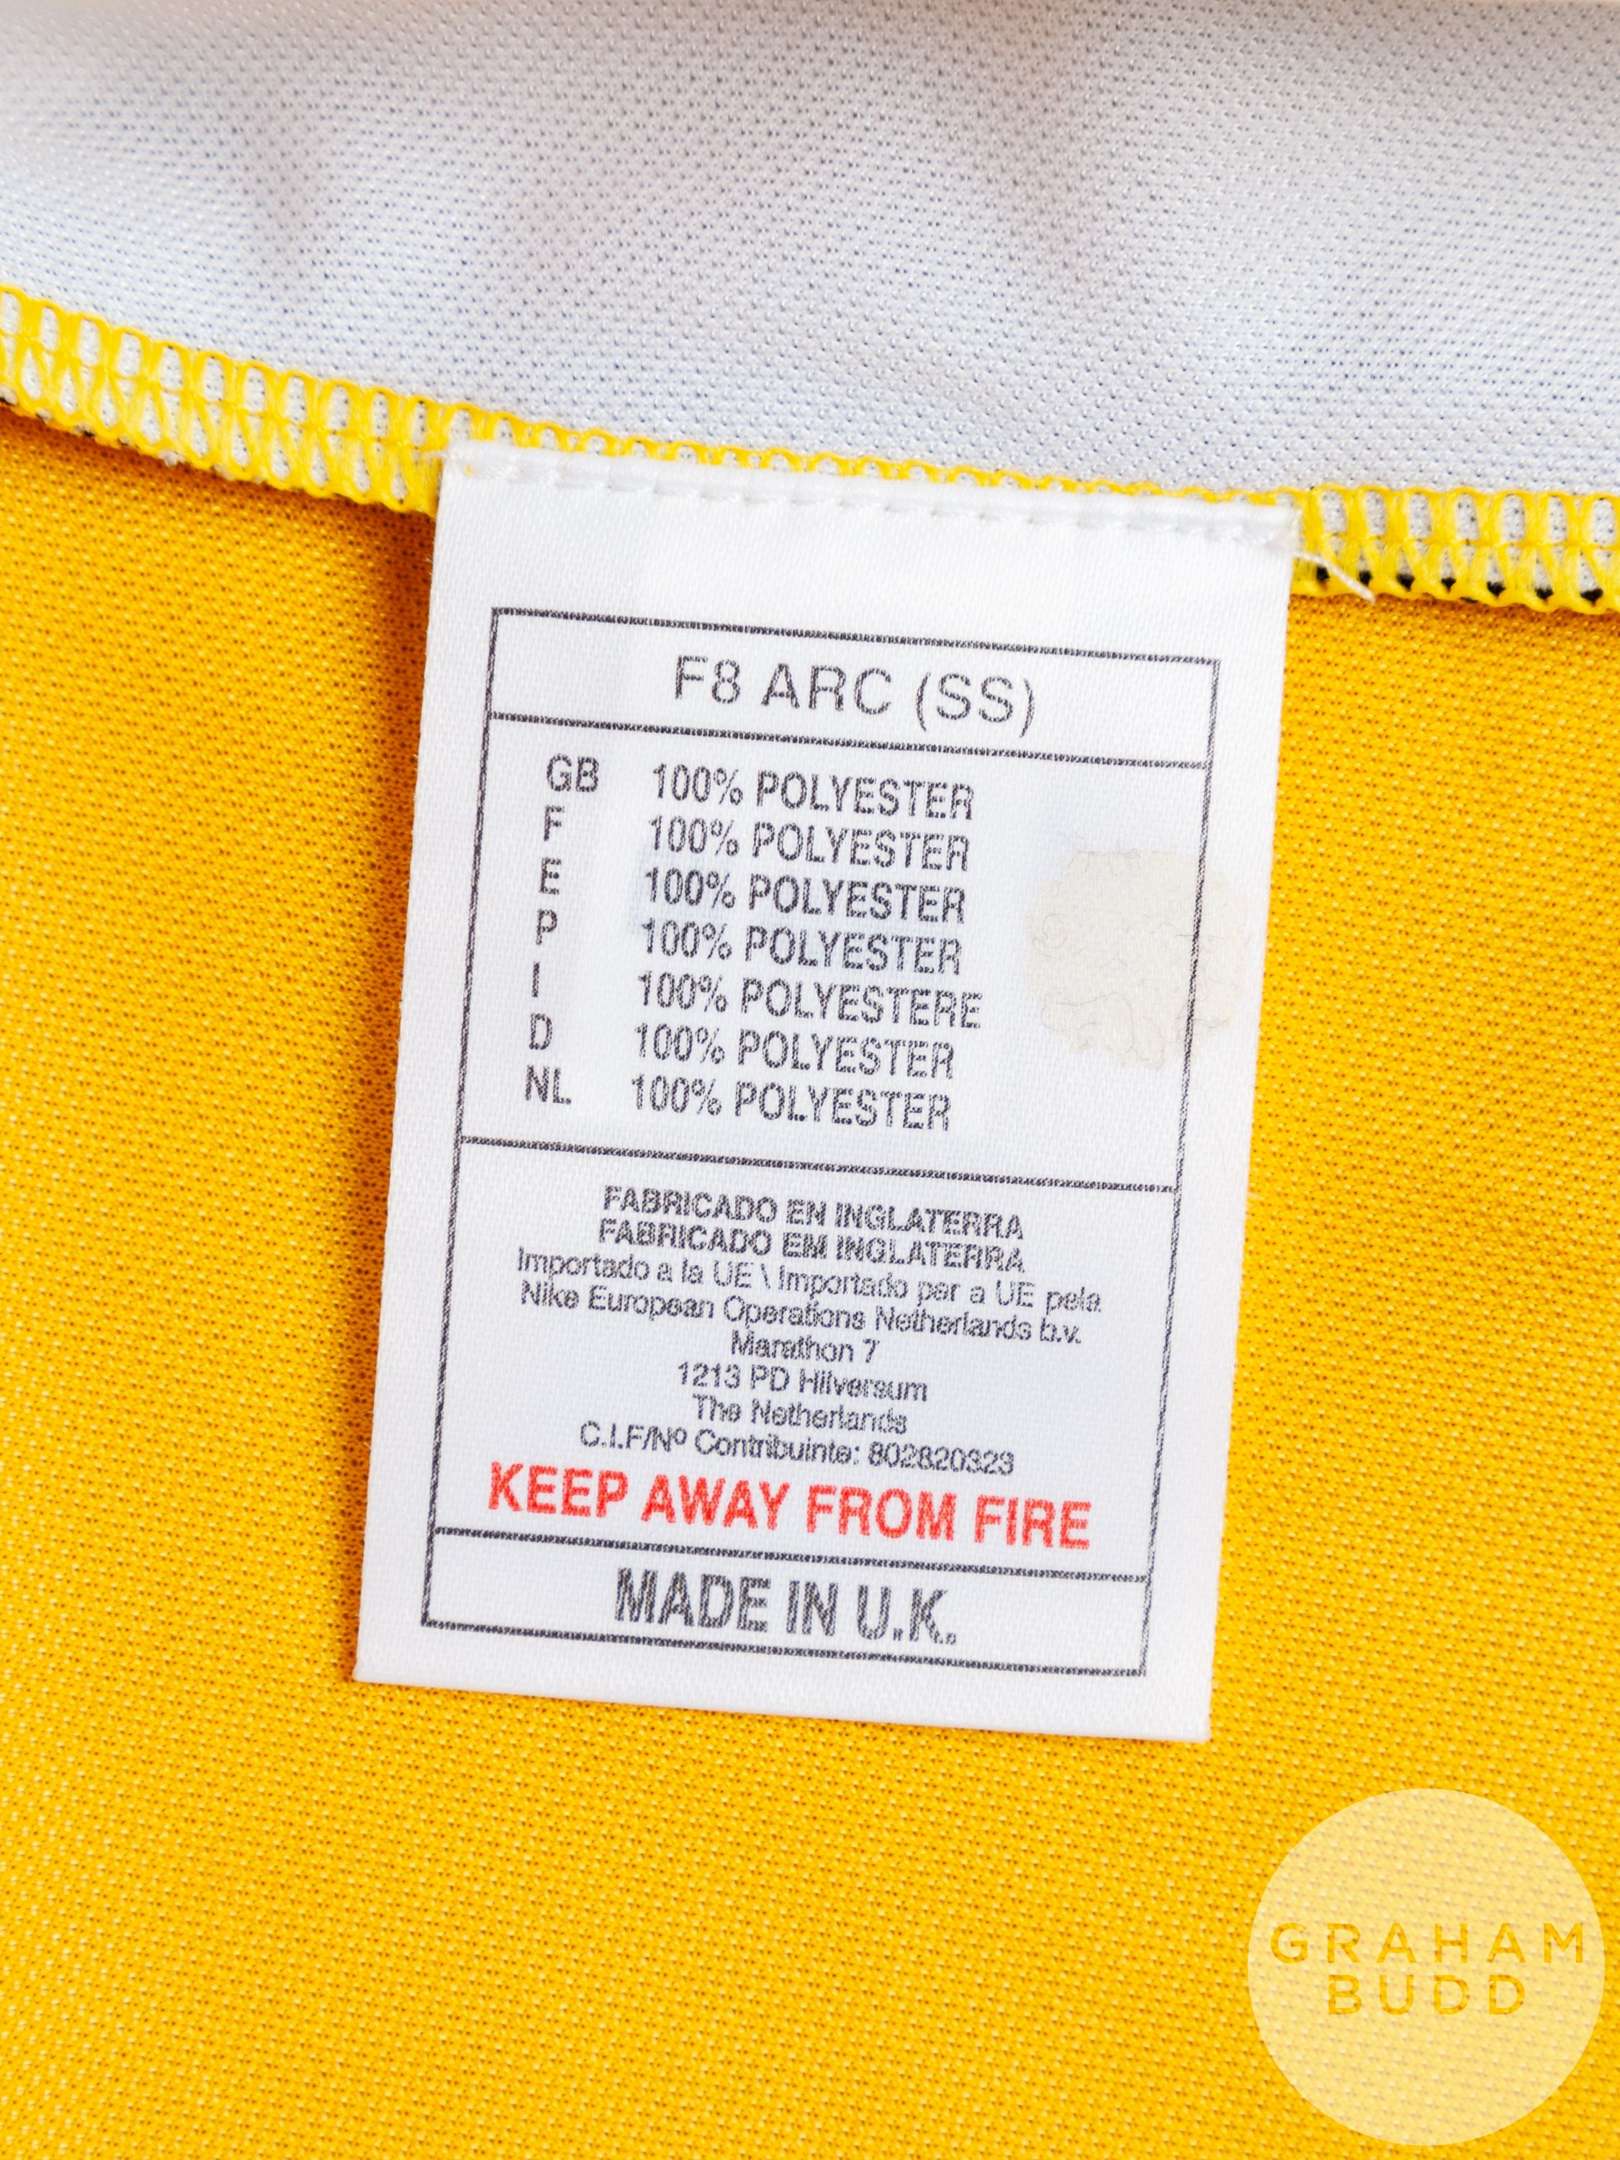 F8 ARC (SS)
GB 100% POLYESTER
F 100% POLYESTER
E 100% POLYESTER
P 100% POLYESTER
I 100% POLYESTERE
D 100% POLYESTER
NL 100% POLYESTER
FABRICADO EN INGLATERRA
FABRICADO EM INGLATERRA
Importado a la UE \ Importado per a UE pela
Nike European Operations Netherlands b.v.
Marathon 7
1213 PD Hilversum
The Netherlands
C.I.F/Nº Contribuinte: 802820323
KEEP AWAY FROM FIRE
MADE IN U.K.
GRAHAM
BUDD